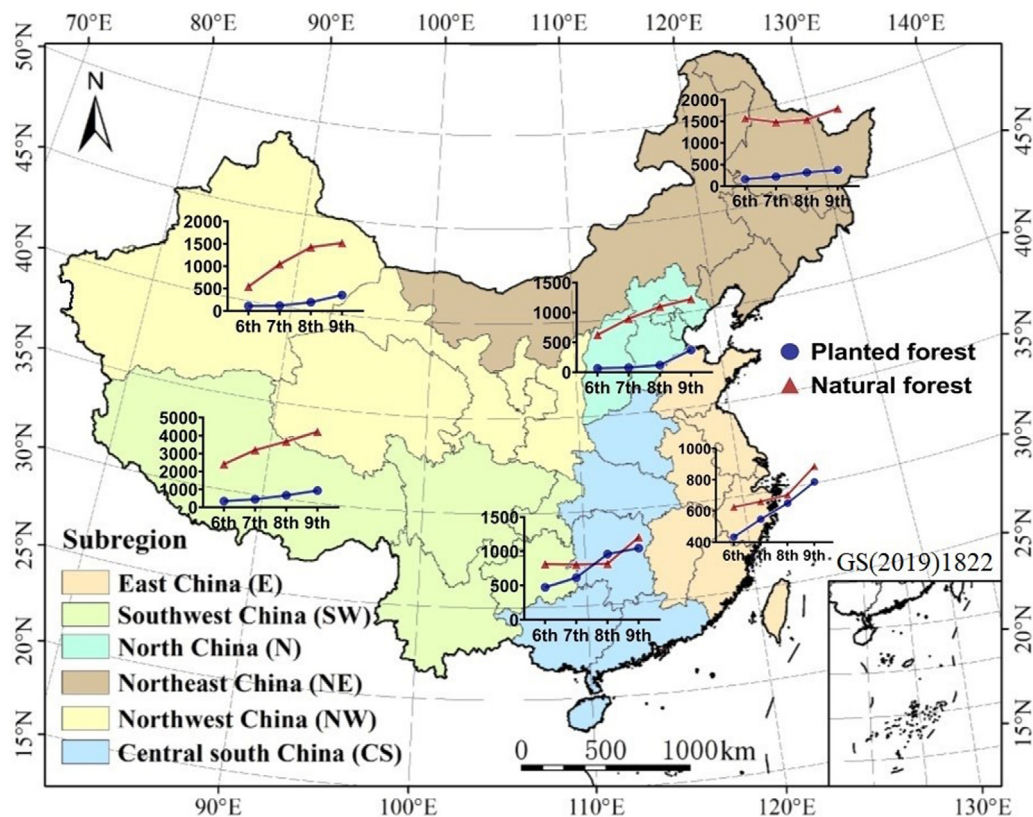 70°E 80°E 90°E 100°E 110°E 120°E 130°E 140°E
50°N
45°N
40°N
35°N
30°N
25°N
20°N
15°N
N
2000
1500
1000
500
0
6th 7th 8th 9th
2000
1500
1000
500
0
6th 7th 8th 9th
1500
1000
500
0
6th 7th 8th 9th
Planted forest
Natural forest
5000
4000
3000
2000
1000
0
6th 7th 8th 9th
1000
800
600
400
6th 7th 8th 9th
1500
1000
500
0
6th 7th 8th 9th
GS(2019)1822
Subregion
East China (E)
Southwest China (SW)
North China (N)
Northeast China (NE)
Northwest China (NW)
Central south China (CS)
0 500 1000km
45°N
40°N
35°N
30°N
25°N
20°N
15°N
90°E 100°E 110°E 120°E 130°E